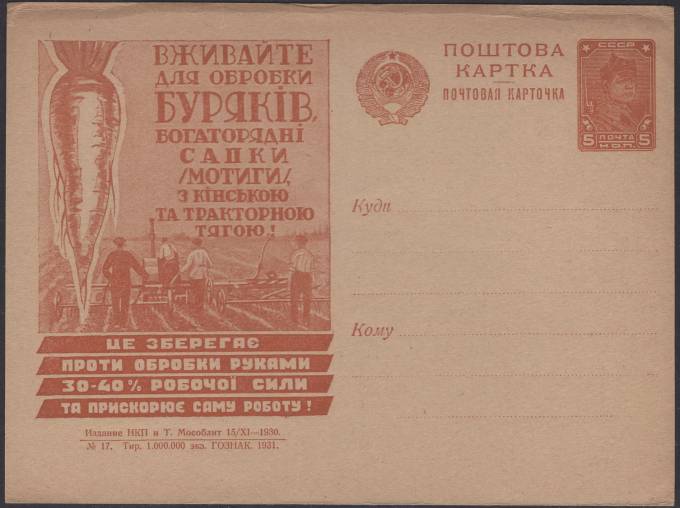 ВЖИВАЙТЕ
ДЛЯ ОБРОБКИ
БУРЯКІВ,
БОГАТОРЯДНІ
САПКИ
/МОТИГИ/,
З КІНСЬКОЮ
ТА ТРАКТОРНОЮ
ТЯГОЮ!
ЦЕ ЗБЕРЕГАЄ
ПРОТИ ОБРОБКИ РУКАМИ
30-40% РОБОЧОЇ СИЛИ
ТА ПРИСКОРЮЄ САМУ РОБОТУ!
Издание НКП и Т. Мособлит 15/XI—1930.
№ 17. Тир. 1.000.000 экз. ГОЗНАК. 1931.
ПОШТОВА
КАРТКА
ПОЧТОВАЯ КАРТОЧКА
СССР
5 ПОЧТА 5
КОП.
Куди
Кому